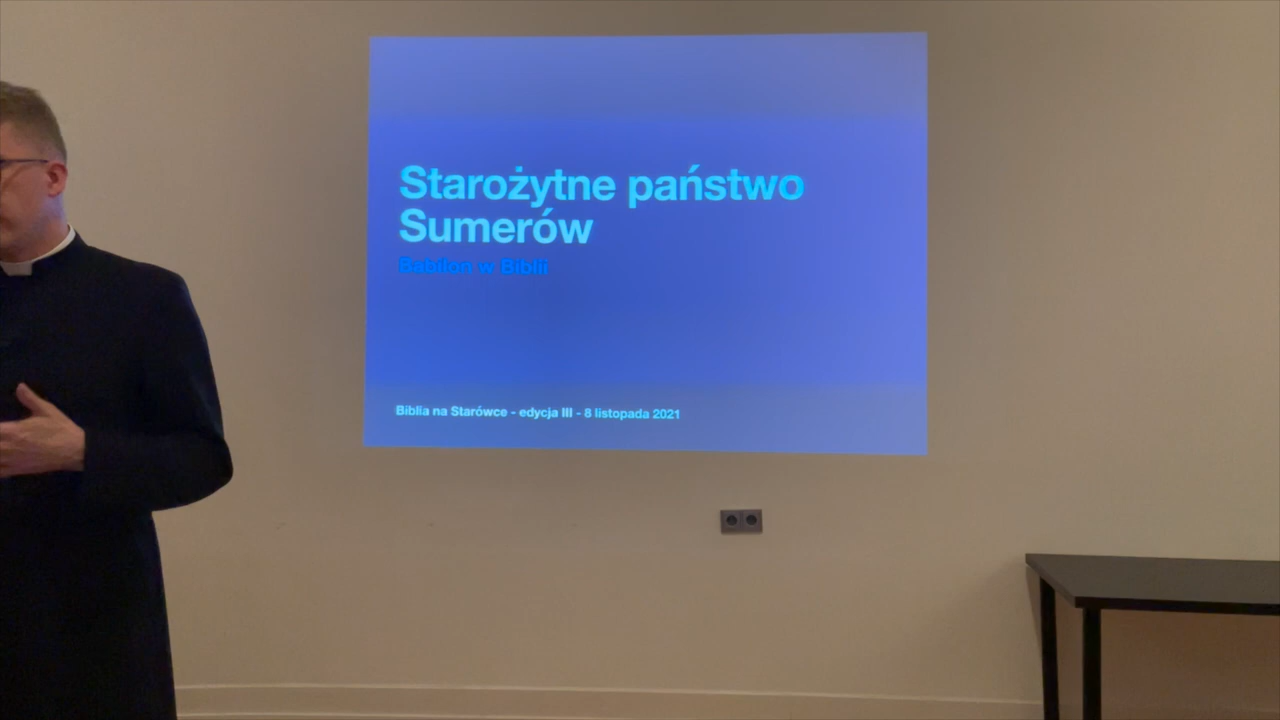 Starożytne państwo
Sumerów
Babilon w Biblii
Biblia na Starówce - edycja III - 8 listopada 2021